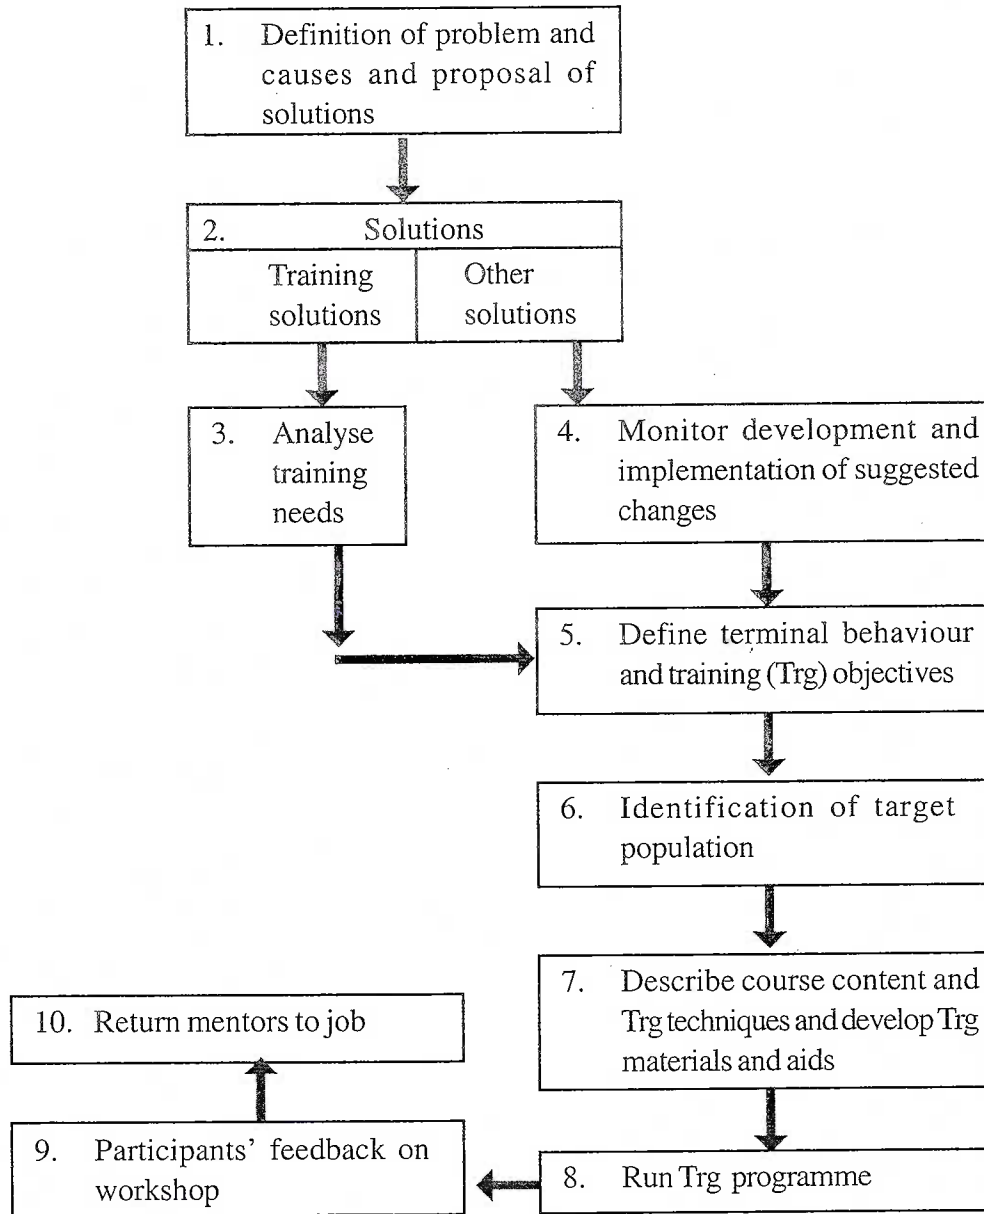 1. Definition of problem and
causes and proposal of
solutions
2. Solutions
Training
solutions
Other
solutions
3. Analyse
training
needs
4. Monitor development and
implementation of suggested
changes
5. Define terminal behaviour
and training (Trg) objectives
6. Identification of target
population
7. Describe course content and
Trg techniques and develop Trg
materials and aids
8. Run Trg programme
9. Participants' feedback on
workshop
10. Return mentors to job